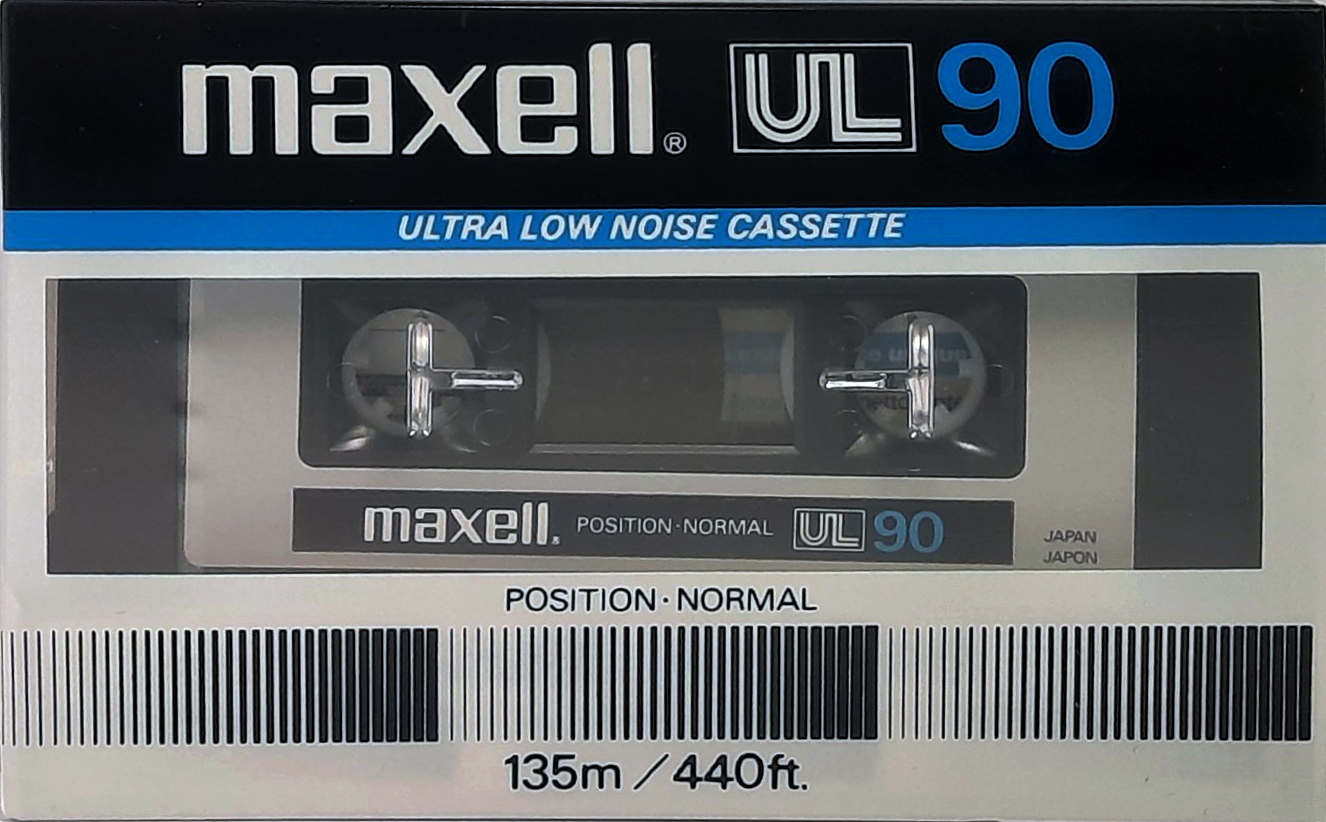 maxell® UL 90
ULTRA LOW NOISE CASSETTE
maxell® POSITION·NORMAL UL 90
JAPAN
JAPON
POSITION·NORMAL
135m / 440ft.